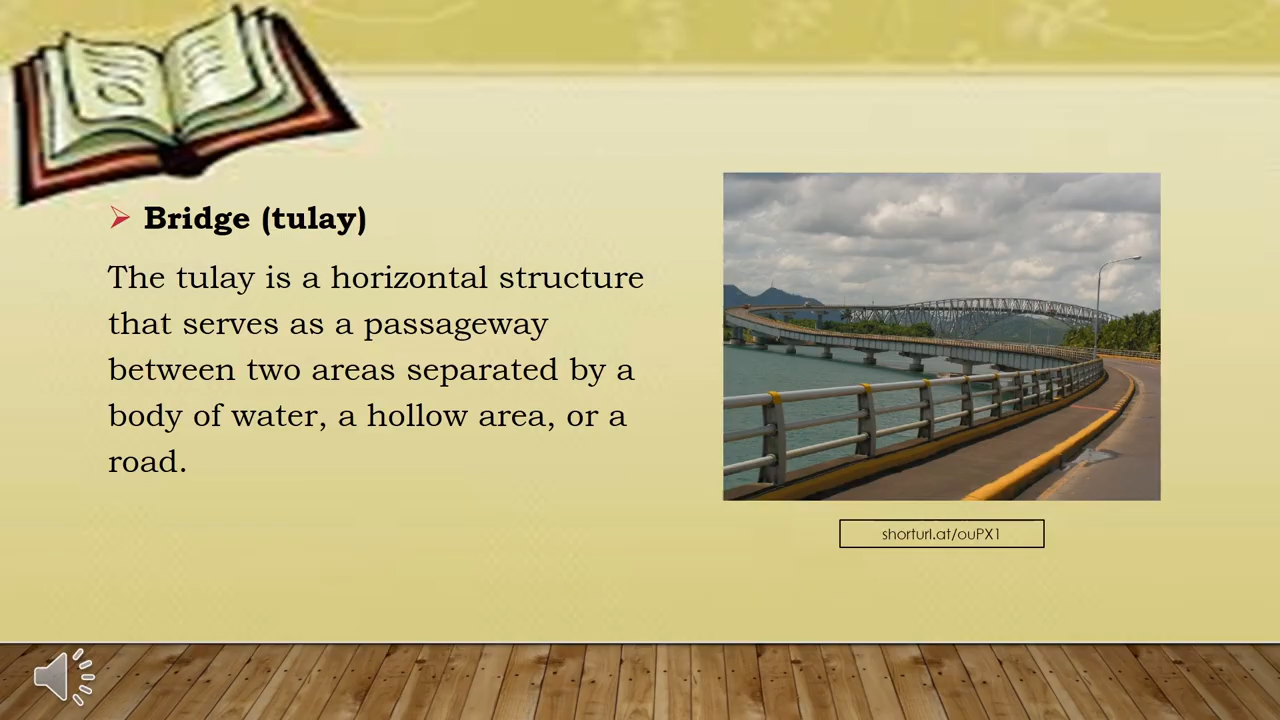 Bridge (tulay)
The tulay is a horizontal structure
that serves as a passageway
between two areas separated by a
body of water, a hollow area, or a
road.
shorturl.at/ouPX1